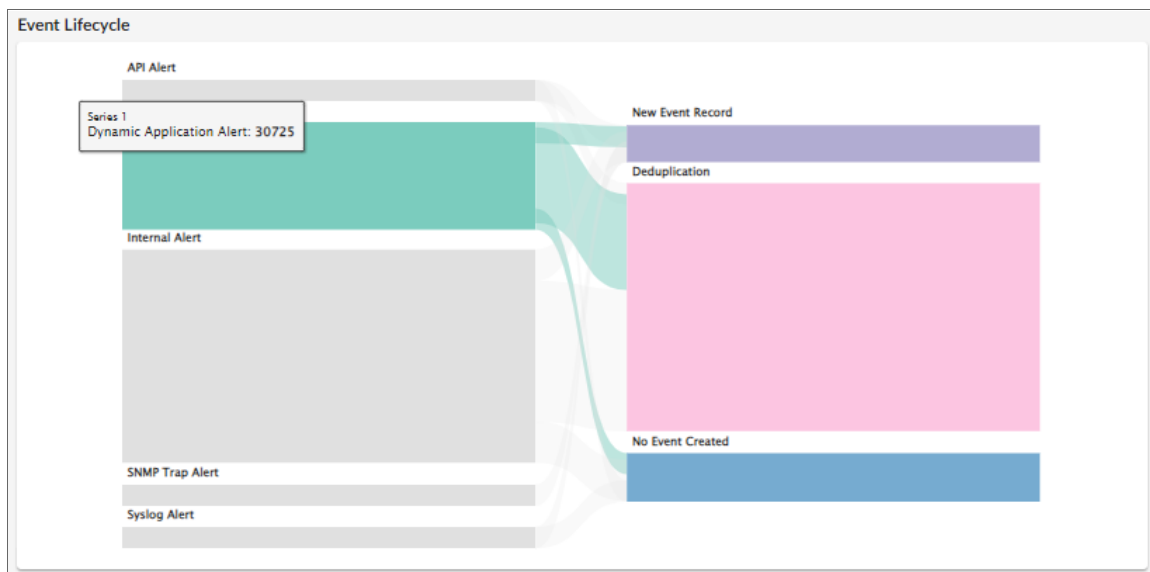 Event Lifecycle
API Alert
Series 1
Dynamic Application Alert: 30725
New Event Record
Deduplication
Internal Alert
No Event Created
SNMP Trap Alert
Syslog Alert